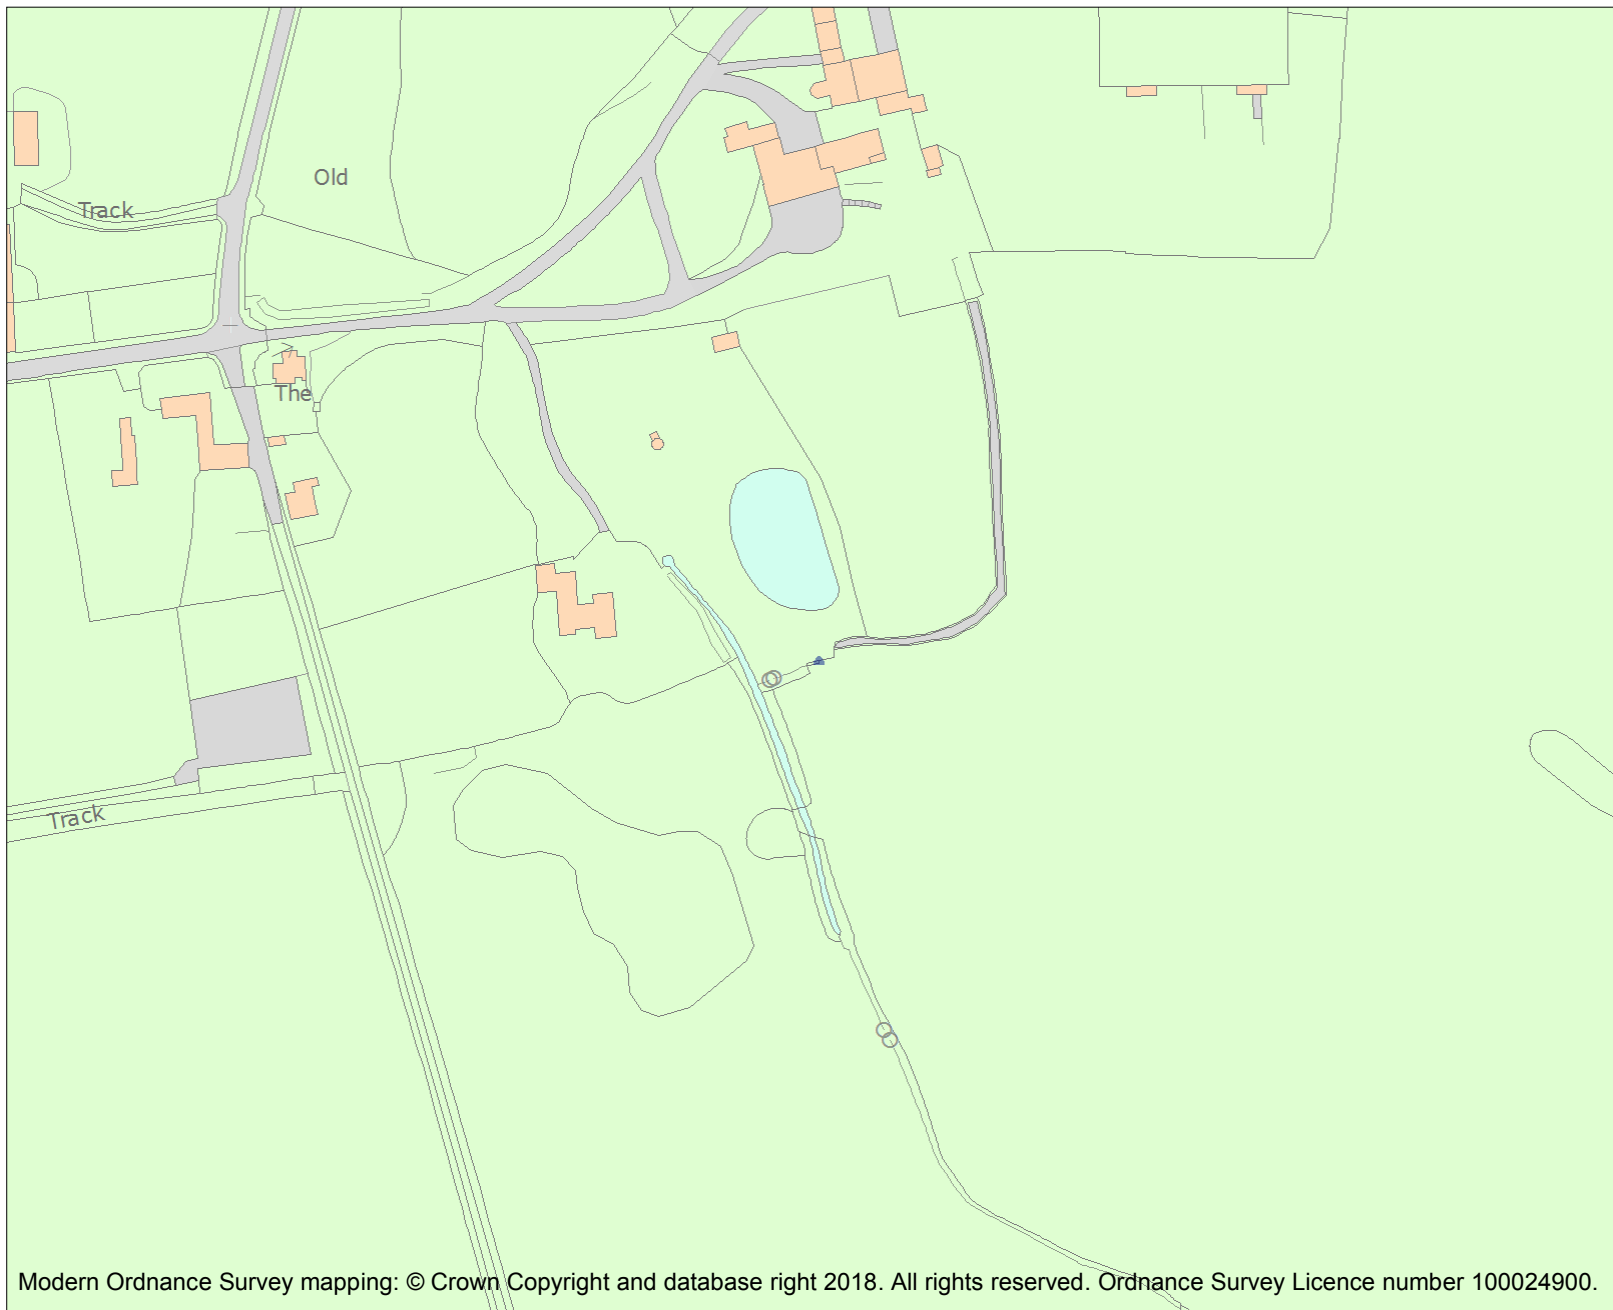 Old
Track
The
Track
Modern Ordnance Survey mapping: © Crown Copyright and database right 2018. All rights reserved. Ordnance Survey Licence number 100024900.